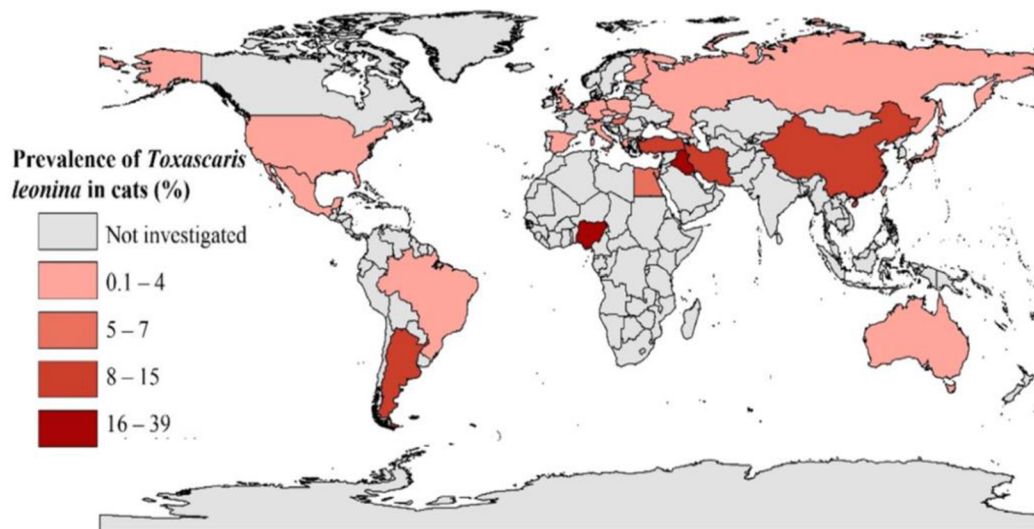 Prevalence of Toxascaris
leonina in cats (%)
Not investigated
0.1 – 4
5 – 7
8 – 15
16 – 39